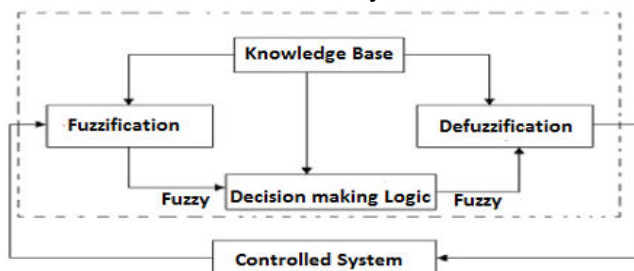 Knowledge Base
Fuzzification
Defuzzification
Fuzzy
Decision making Logic
Fuzzy
Controlled System